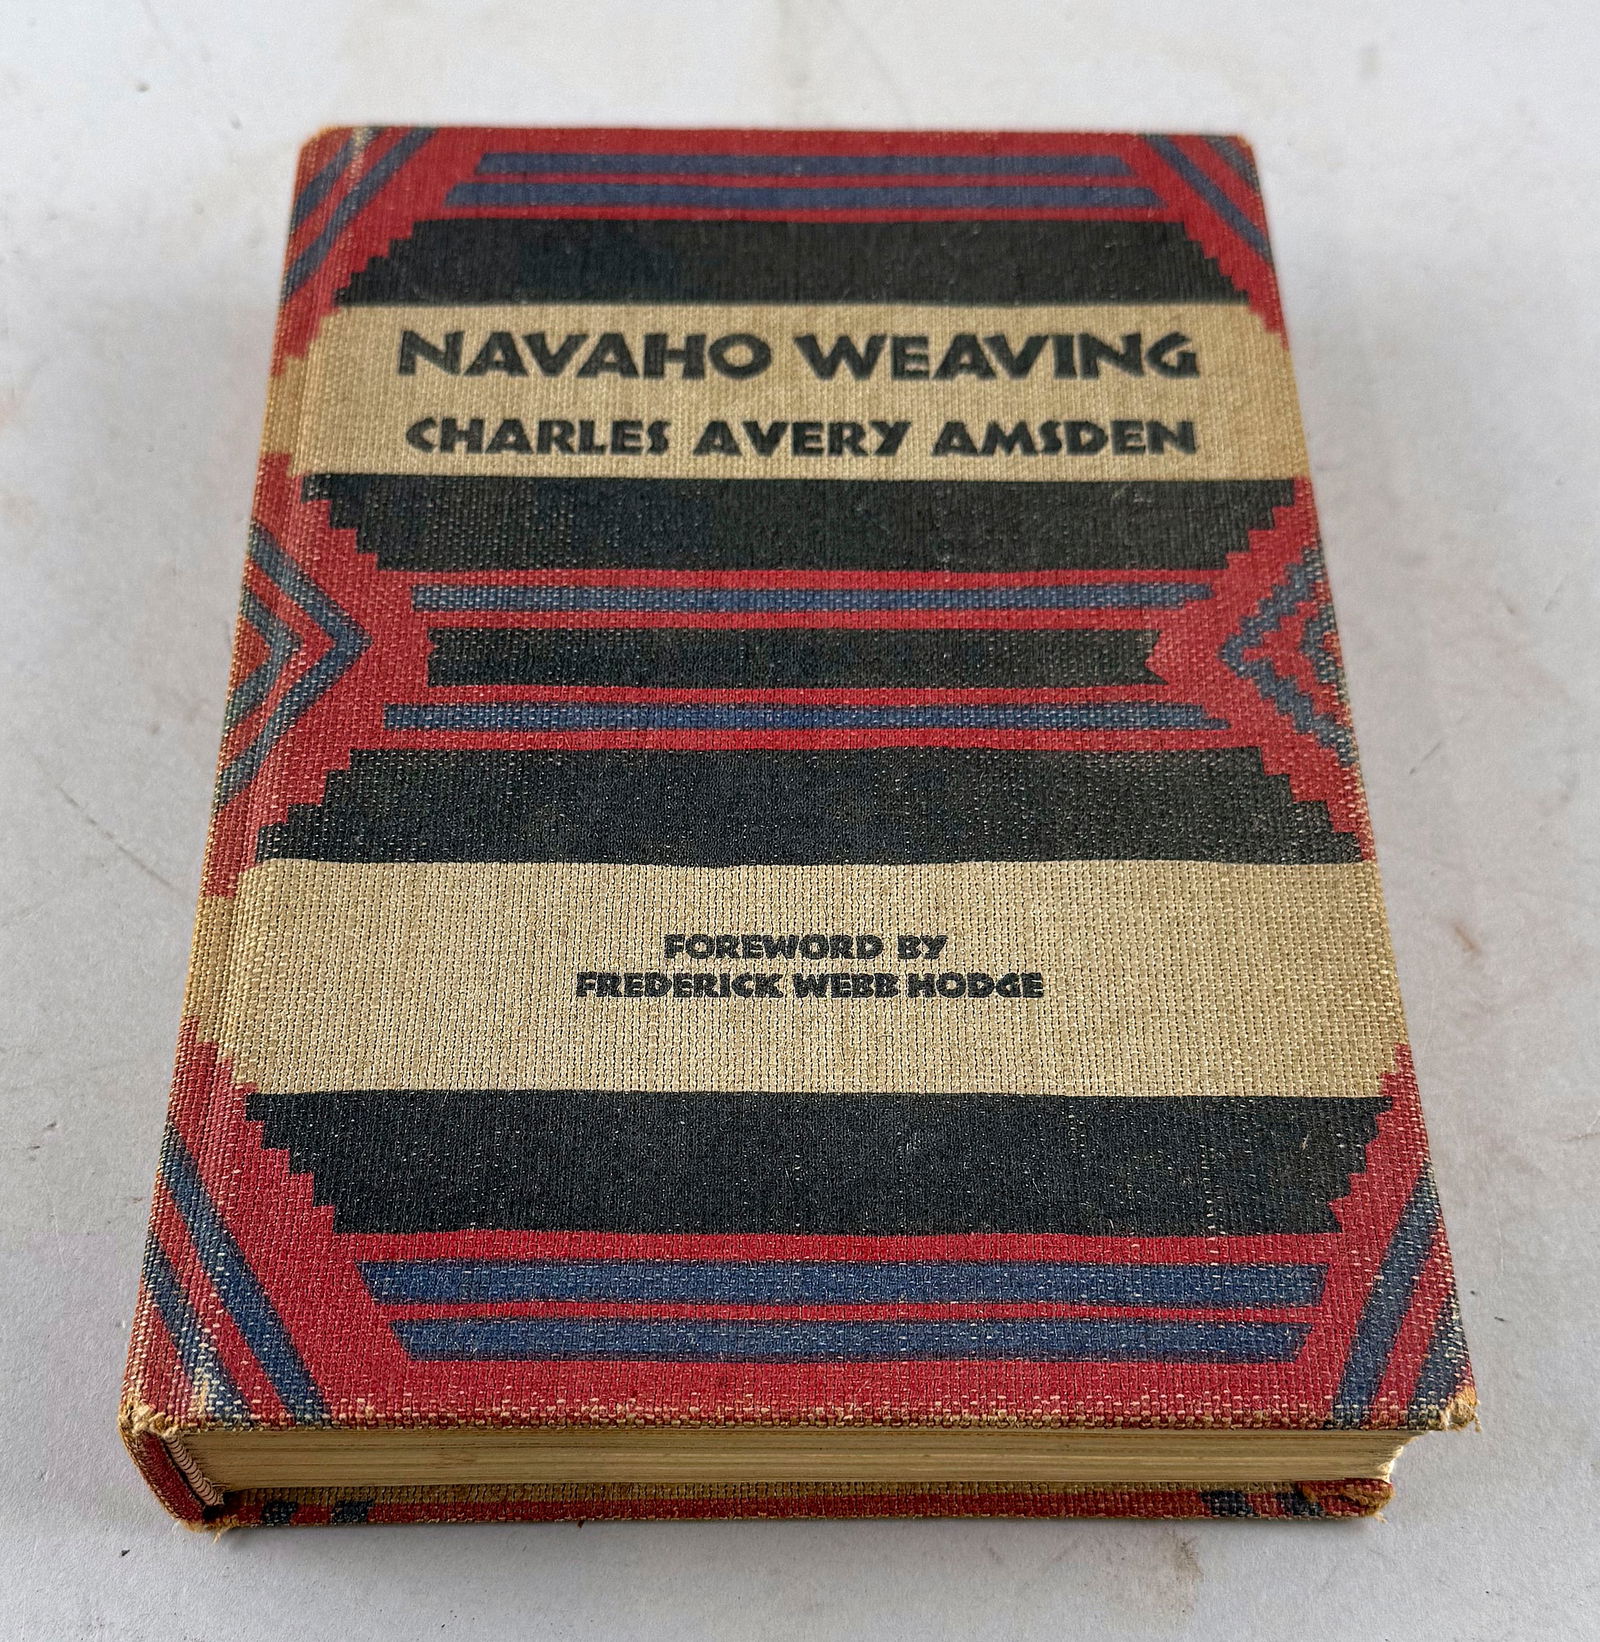 NAVAHO WEAVING
CHARLES AVERY AMSDEN
FOREWORD BY
FREDERICK WEBB HODGE